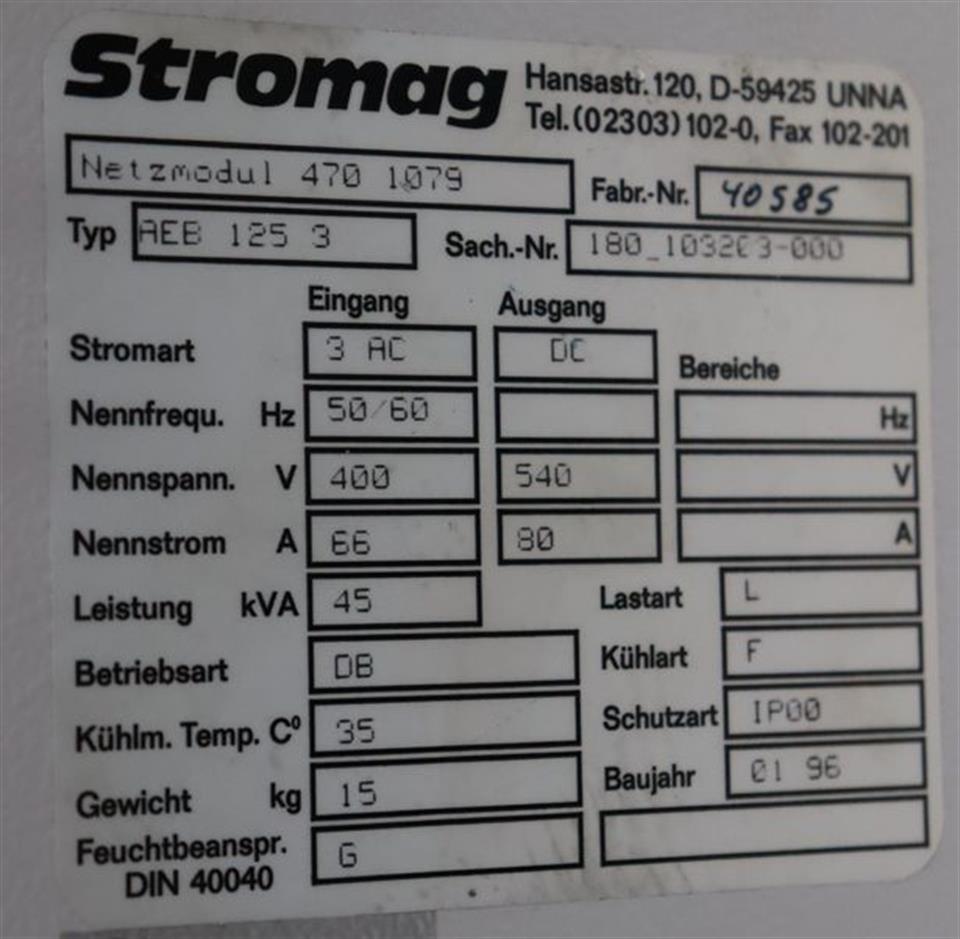 Stromag
Hansastr. 120, D-59425 UNNA
Tel. (02303) 102-0, Fax 102-201
Netzmodul 470 1079
Fabr.-Nr. 40585
Typ AEB 125 3
Sach.-Nr. 180_103203-000
Eingang Ausgang
Stromart 3 AC DC
Bereiche
Nennfrequ. Hz 50/60 Hz
Nennspann. V 400 540 V
Nennstrom A 66 80 A
Leistung kVA 45
Lastart L
Betriebsart DB
Kühlart F
Kühlm. Temp. C° 35
Schutzart IP00
Gewicht kg 15
Baujahr 01 96
Feuchtbeanspr. G
DIN 40040